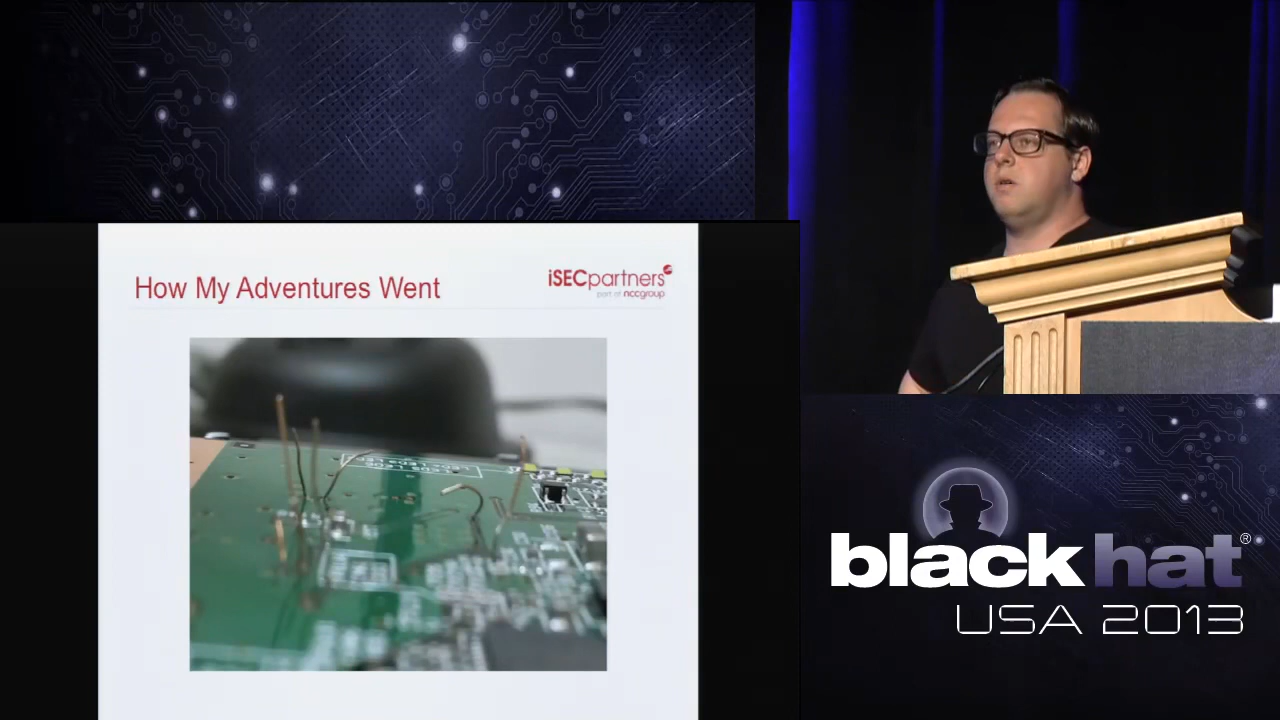 How My Adventures Went
iSECpartners
part of nccgroup
black hat®
USA 2013